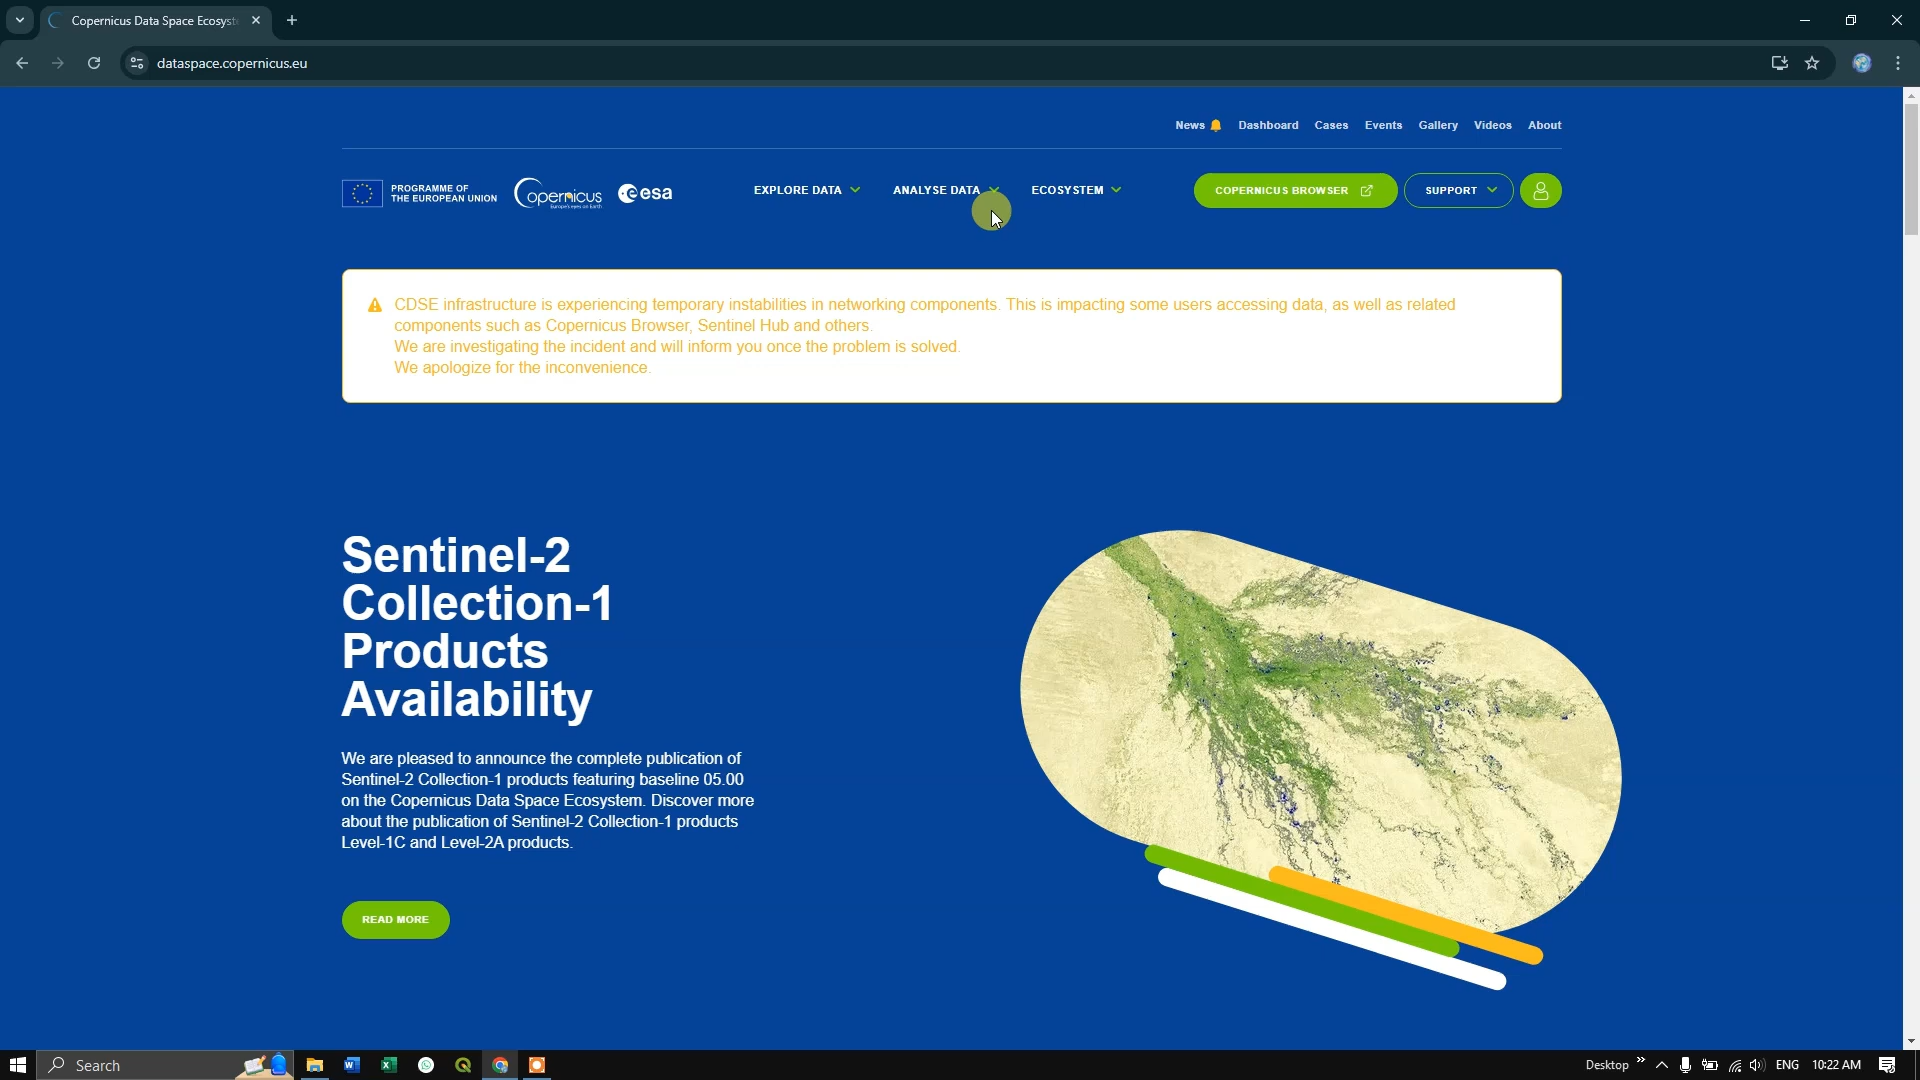 Copernicus Data Space Ecosyst
dataspace.copernicus.eu
News Dashboard Cases Events Gallery Videos About
PROGRAMME OF
THE EUROPEAN UNION
opernicus
Europe's eyes on Earth
esa
EXPLORE DATA ANALYSE DATA ECOSYSTEM COPERNICUS BROWSER SUPPORT
CDSE infrastructure is experiencing temporary instabilities in networking components. This is impacting some users accessing data, as well as related
components such as Copernicus Browser, Sentinel Hub and others.
We are investigating the incident and will inform you once the problem is solved.
We apologize for the inconvenience.
Sentinel-2
Collection-1
Products
Availability
We are pleased to announce the complete publication of
Sentinel-2 Collection-1 products featuring baseline 05.00
on the Copernicus Data Space Ecosystem. Discover more
about the publication of Sentinel-2 Collection-1 products
Level-1C and Level-2A products.
READ MORE
Search
Desktop
ENG
10:22 AM